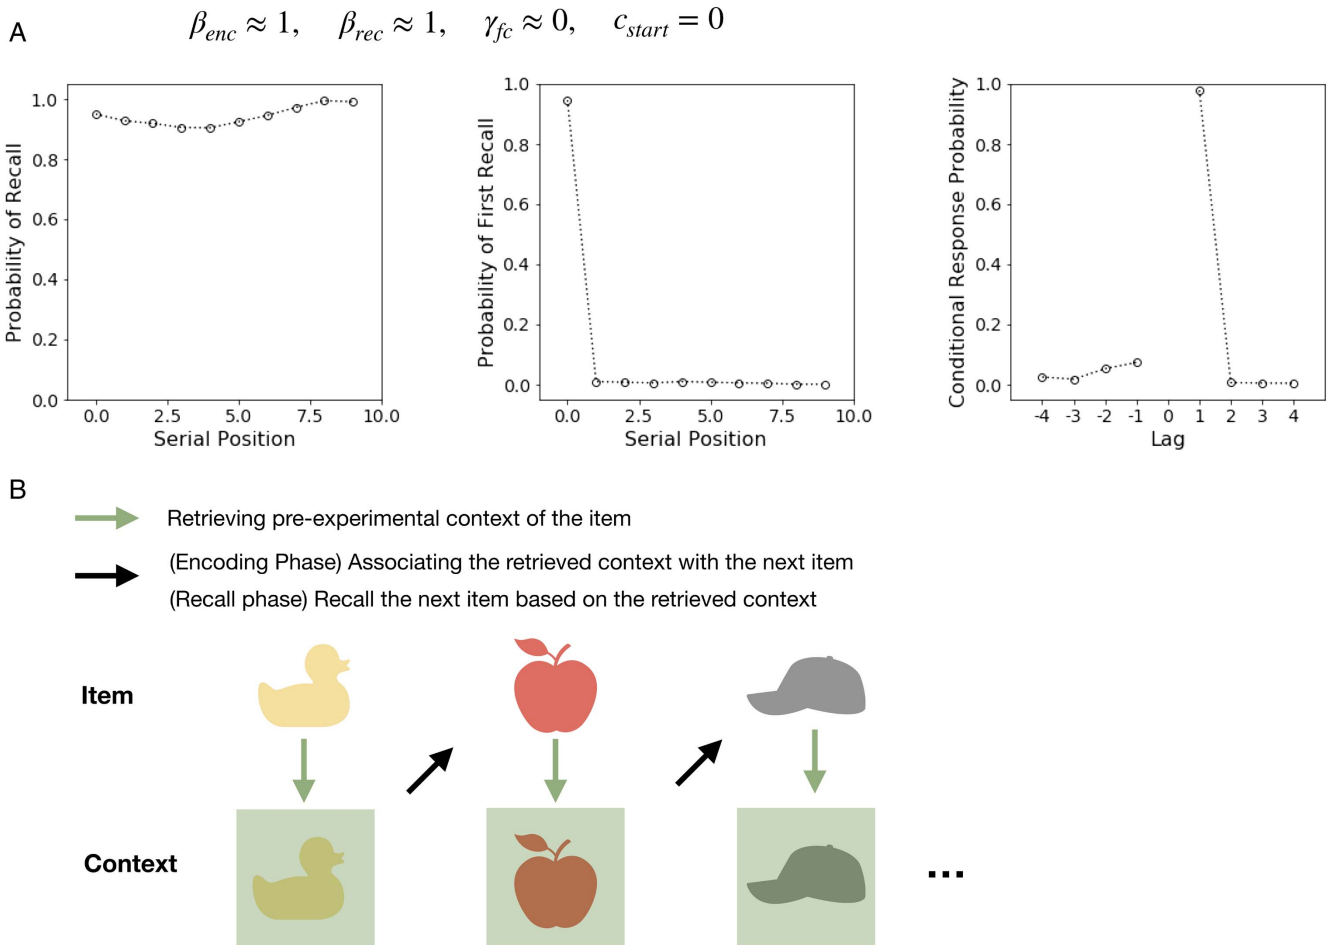 A
β_enc ≈ 1, β_rec ≈ 1, γ_fc ≈ 0, c_start = 0
Probability of Recall
1.0
0.8
0.6
0.4
0.2
0.0
0.0 2.5 5.0 7.5 10.0
Serial Position
Probability of First Recall
1.0
0.8
0.6
0.4
0.2
0.0
0.0 2.5 5.0 7.5 10.0
Serial Position
Conditional Response Probability
1.0
0.8
0.6
0.4
0.2
0.0
-4 -3 -2 -1 0 1 2 3 4
Lag
B
Retrieving pre-experimental context of the item
(Encoding Phase) Associating the retrieved context with the next item
(Recall phase) Recall the next item based on the retrieved context
Item
Context
...